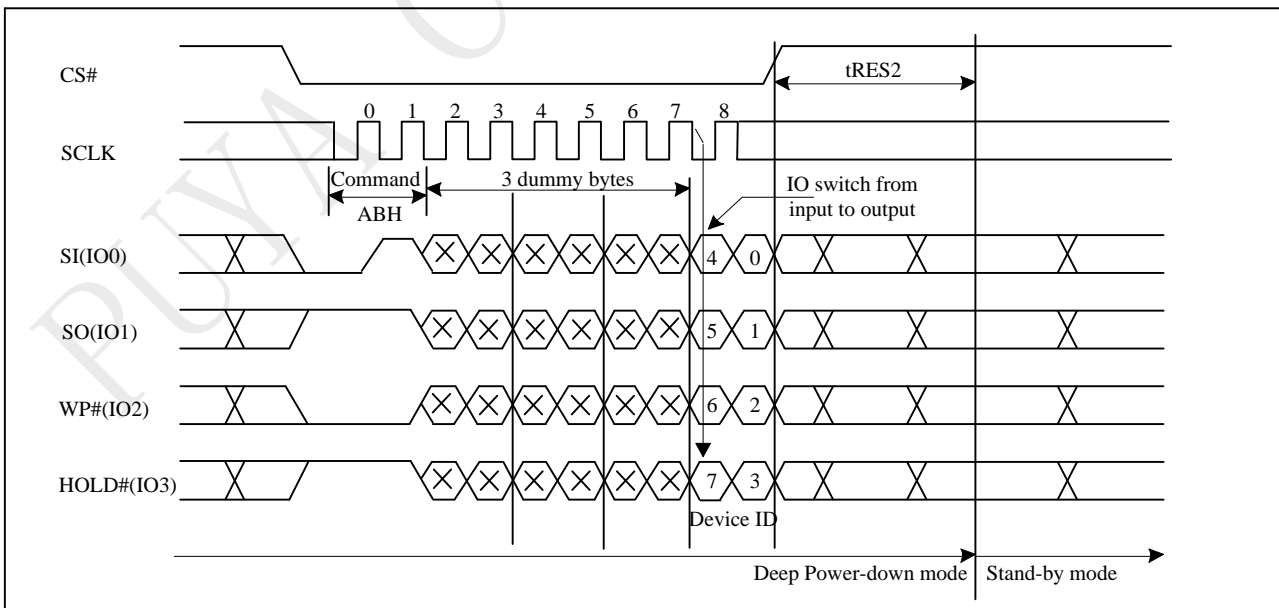 CS#
tRES2
0 1 2 3 4 5 6 7 8
SCLK
Command
ABH
3 dummy bytes
IO switch from
input to output
SI(IO0)
4 0
SO(IO1)
5 1
WP#(IO2)
6 2
HOLD#(IO3)
7 3
Device ID
Deep Power-down mode
Stand-by mode
PUYA